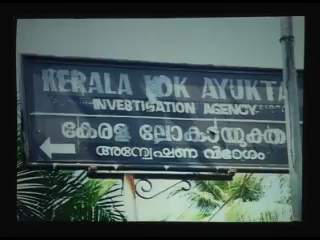 KERALA LOK AYUKTA
INVESTIGATION AGENCY
കേരള ലോകായുക്ത
അന്വേഷണ വിഭാഗം